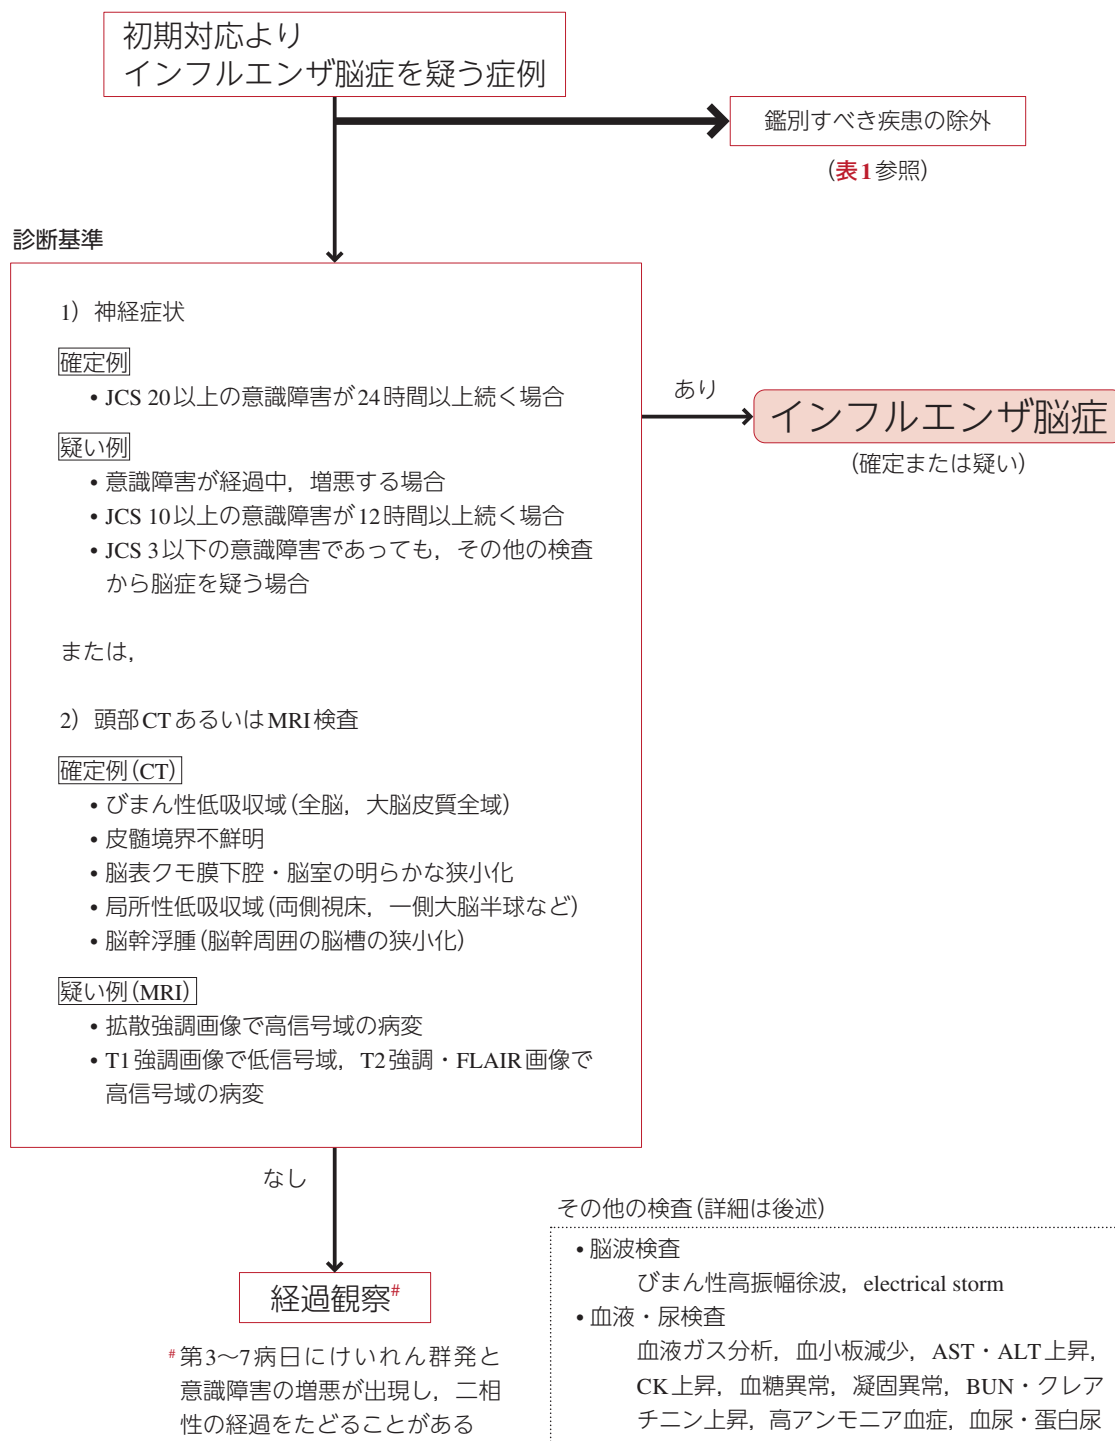 初期対応より
インフルエンザ脳症を疑う症例
鑑別すべき疾患の除外
(表1参照)
診断基準
1) 神経症状
確定例
• JCS 20以上の意識障害が24時間以上続く場合
疑い例
• 意識障害が経過中，増悪する場合
• JCS 10以上の意識障害が12時間以上続く場合
• JCS 3以下の意識障害であっても，その他の検査
から脳症を疑う場合
または，
2) 頭部CTあるいはMRI検査
確定例(CT)
• びまん性低吸収域(全脳，大脳皮質全域)
• 皮髄境界不鮮明
• 脳表クモ膜下腔・脳室の明らかな狭小化
• 局所性低吸収域(両側視床，一側大脳半球など)
• 脳幹浮腫(脳幹周囲の脳槽の狭小化)
疑い例(MRI)
• 拡散強調画像で高信号域の病変
• T1強調画像で低信号域，T2強調・FLAIR画像で
高信号域の病変
あり
インフルエンザ脳症
(確定または疑い)
なし
経過観察#
#第3〜7病日にけいれん群発と
意識障害の増悪が出現し，二相
性の経過をたどることがある
その他の検査(詳細は後述)
• 脳波検査
びまん性高振幅徐波，electrical storm
• 血液・尿検査
血液ガス分析，血小板減少，AST・ALT上昇，
CK上昇，血糖異常，凝固異常，BUN・クレア
チニン上昇，高アンモニア血症，血尿・蛋白尿